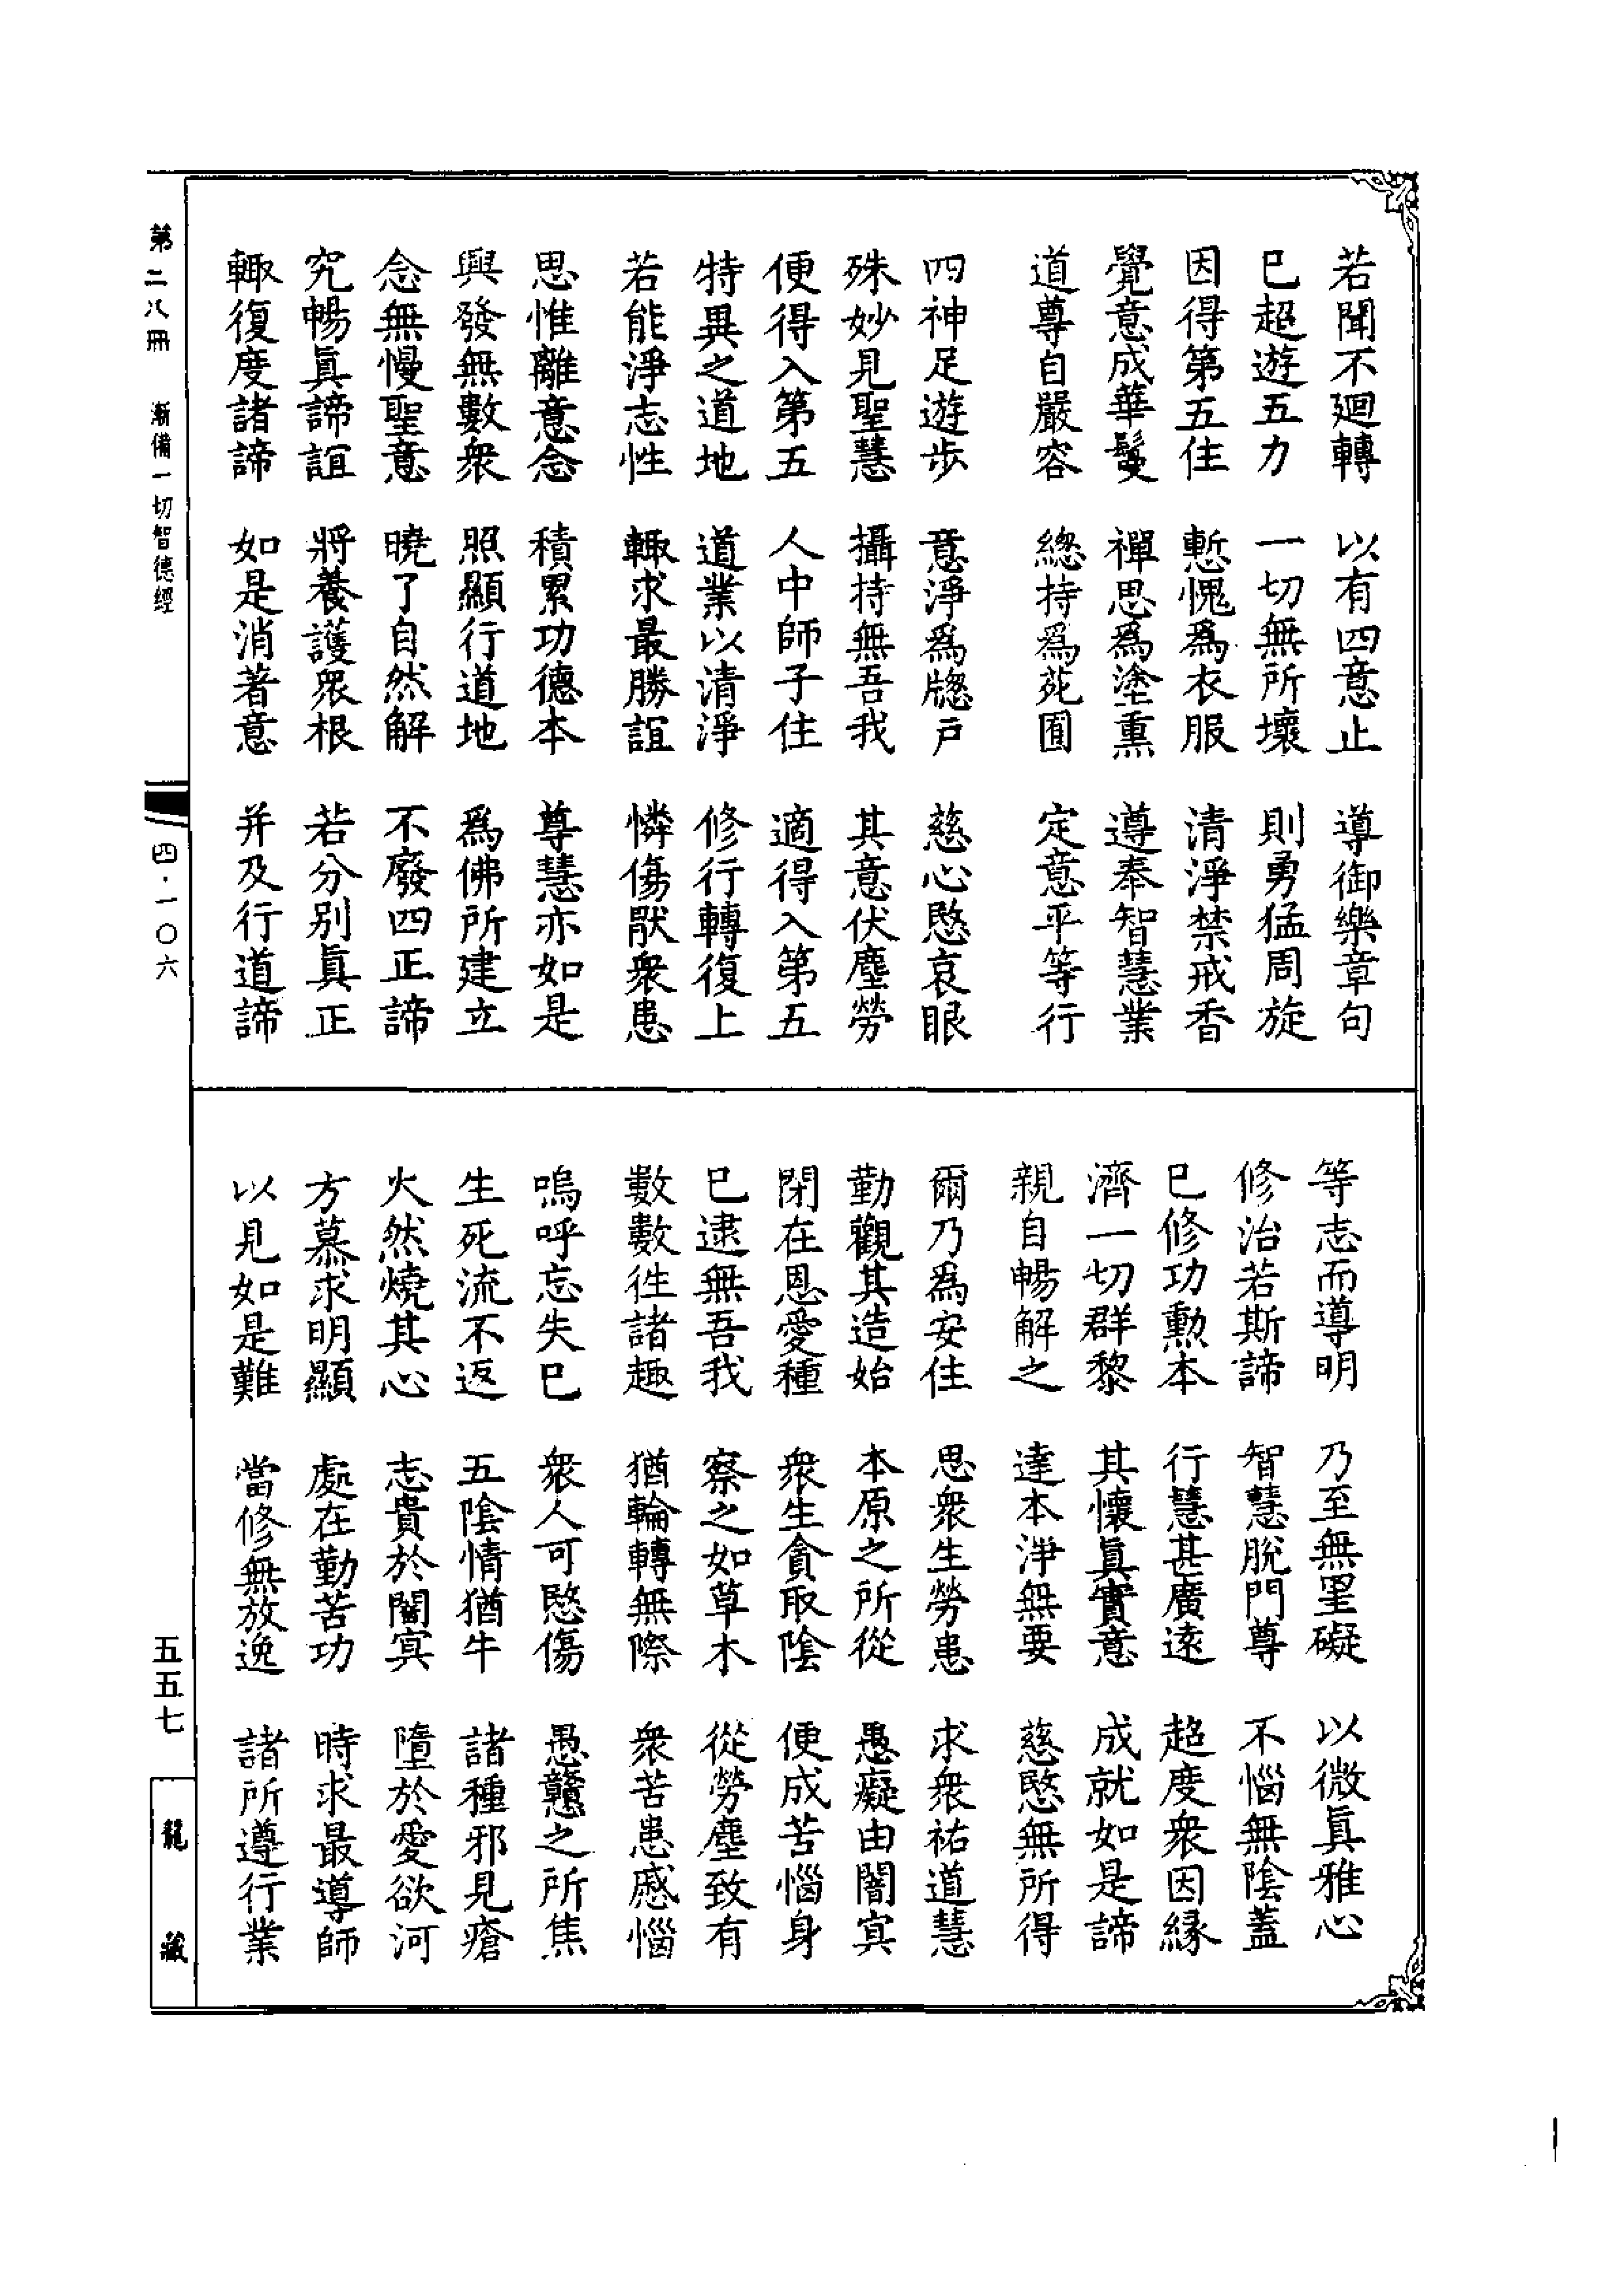 若聞不迴轉　以有四意止　導御樂章句
巳超遊五力　一切無所壞　則勇猛周旋
因得第五住　慙愧爲衣服　清淨禁戒香
覺意成華鬘　禪思爲塗熏　遵奉智慧業
道尊自嚴容　總持爲苑囿　定意平等行
四神足遊步　意淨爲牕戸　慈心愍哀眼
殊妙見聖慧　攝持無吾我　其意伏塵勞
便得入第五　人中師子住　適得入第五
特異之道地　道業以清淨　修行轉復上
若能淨志性　輙求最勝誼　憐傷厭衆患
思惟離意念　積累功德本　尊慧亦如是
興發無數衆　照顯行道地　爲佛所建立
念無慢聖意　曉了自然解　不廢四正諦
究暢眞諦誼　將養護衆根　若分别眞正
輙復度諸諦　如是消著意　并及行道諦
等志而導明　乃至無罣礙　以微眞雅心
修治若斯諦　智慧脫門尊　不惱無陰蓋
巳修功勲本　行慧甚廣遠　超度衆因縁
濟一切群黎　其懷眞實意　成就如是諦
親自暢解之　達本淨無要　慈愍無所得
爾乃爲安住　思衆生勞患　求衆祐道慧
勤觀其造始　本原之所從　愚癡由闇㝠
閉在恩愛種　衆生貪取陰　便成苦惱身
巳逮無吾我　察之如草木　從勞塵致有
數數徃諸趣　猶輪轉無際　衆苦患慼惱
嗚呼忘失巳　衆人可愍傷　愚戇之所焦
生死流不返　五陰情猶牛　諸種邪見瘡
火然燒其心　志貴於闇㝠　墮於愛欲河
方慕求明顯　處在勤苦功　時求最導師
以見如是難　當修無放逸　諸所遵行業
第二八冊　漸備一切智德經　四·一〇六　五五七
龍藏